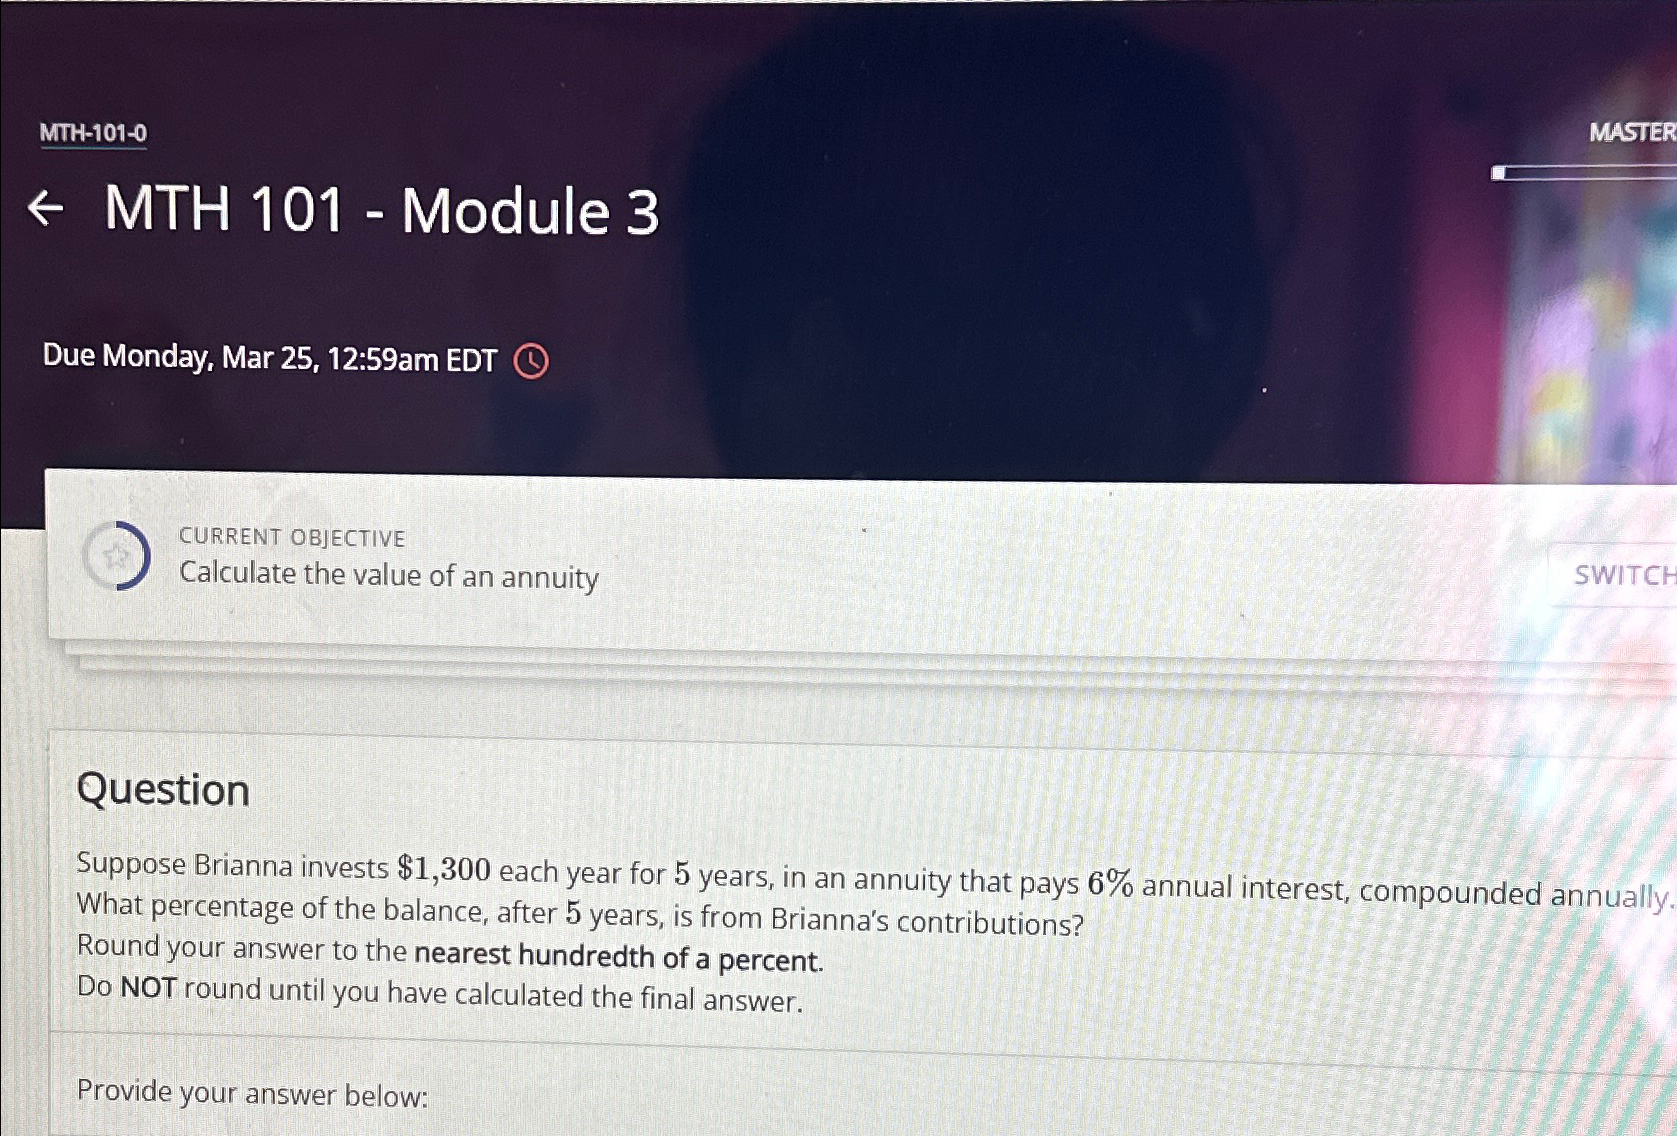 MTH-101-0
MASTER
← MTH 101 - Module 3
Due Monday, Mar 25, 12:59am EDT
CURRENT OBJECTIVE
Calculate the value of an annuity
SWITCH
Question
Suppose Brianna invests $1,300 each year for 5 years, in an annuity that pays 6% annual interest, compounded annually.
What percentage of the balance, after 5 years, is from Brianna's contributions?
Round your answer to the nearest hundredth of a percent.
Do NOT round until you have calculated the final answer.
Provide your answer below: